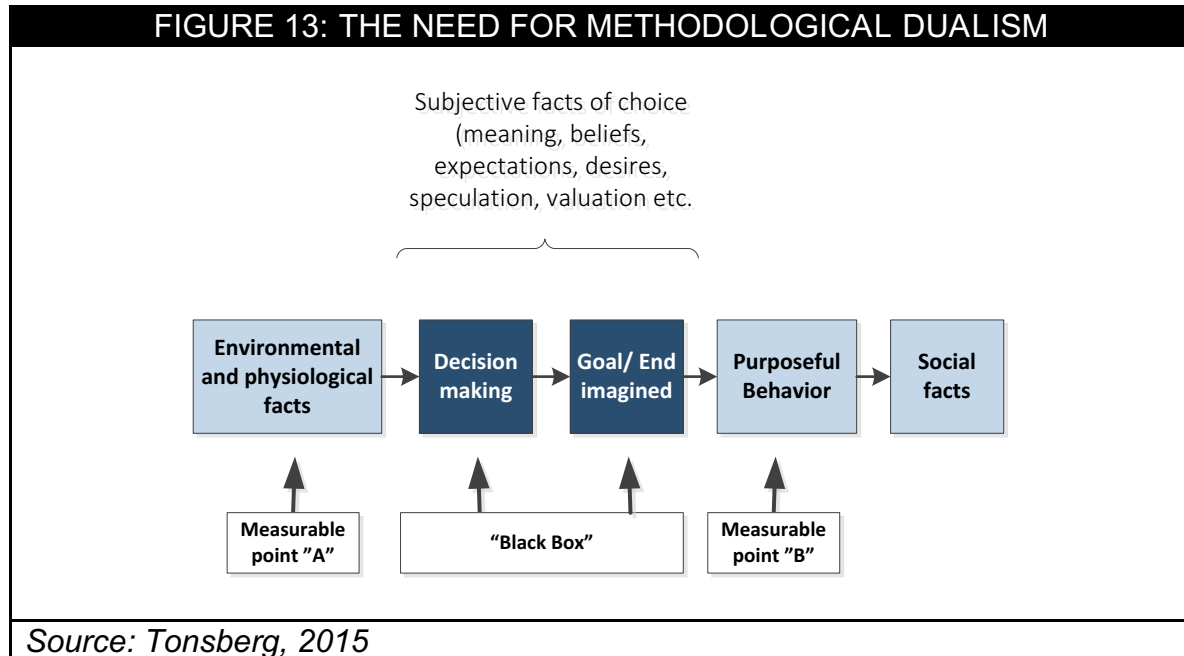 FIGURE 13: THE NEED FOR METHODOLOGICAL DUALISM
Subjective facts of choice
(meaning, beliefs,
expectations, desires,
speculation, valuation etc.
Environmental
and physiological
facts
Decision
making
Goal/ End
imagined
Purposeful
Behavior
Social
facts
Measurable
point ”A”
“Black Box”
Measurable
point ”B”
Source: Tonsberg, 2015